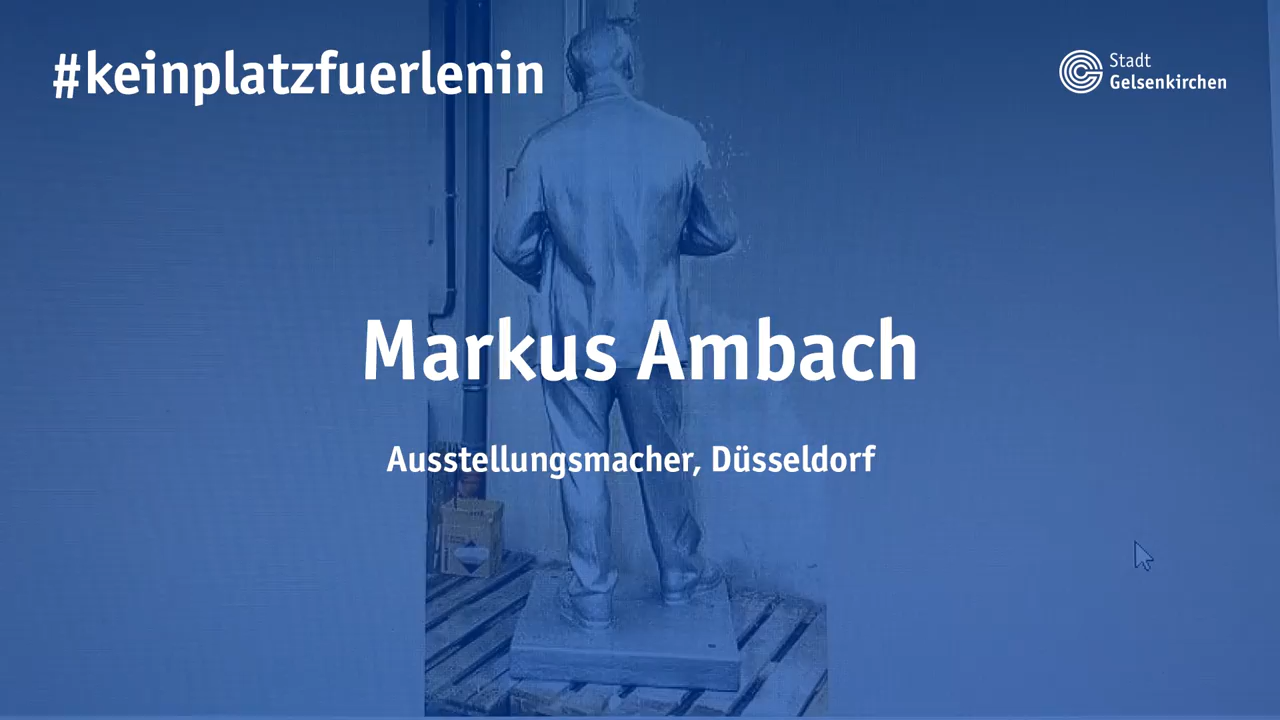 #keinplatzfuerlenin
Stadt
Gelsenkirchen
Markus Ambach
Ausstellungsmacher, Düsseldorf